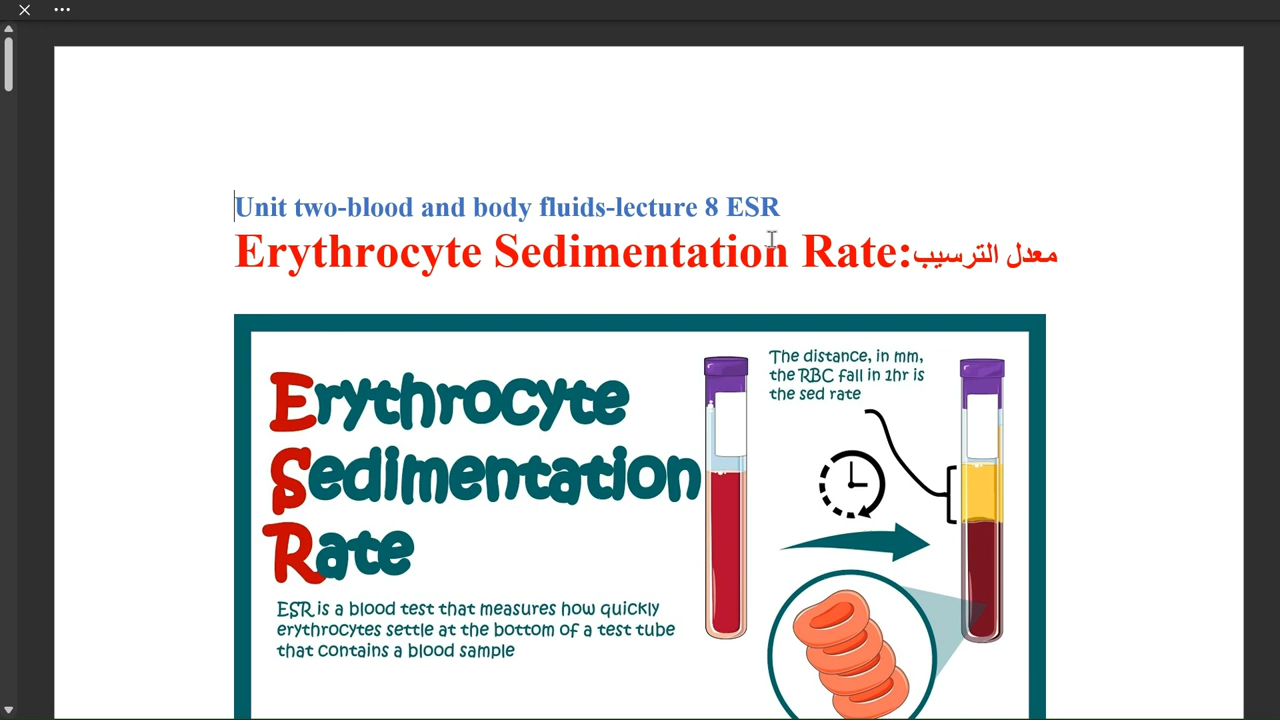 Unit two-blood and body fluids-lecture 8 ESR
Erythrocyte Sedimentation Rate:معدل الترسيب
Erythrocyte
Sedimentation
Rate
ESR is a blood test that measures how quickly
erythrocytes settle at the bottom of a test tube
that contains a blood sample
The distance, in mm,
the RBC fall in 1hr is
the sed rate